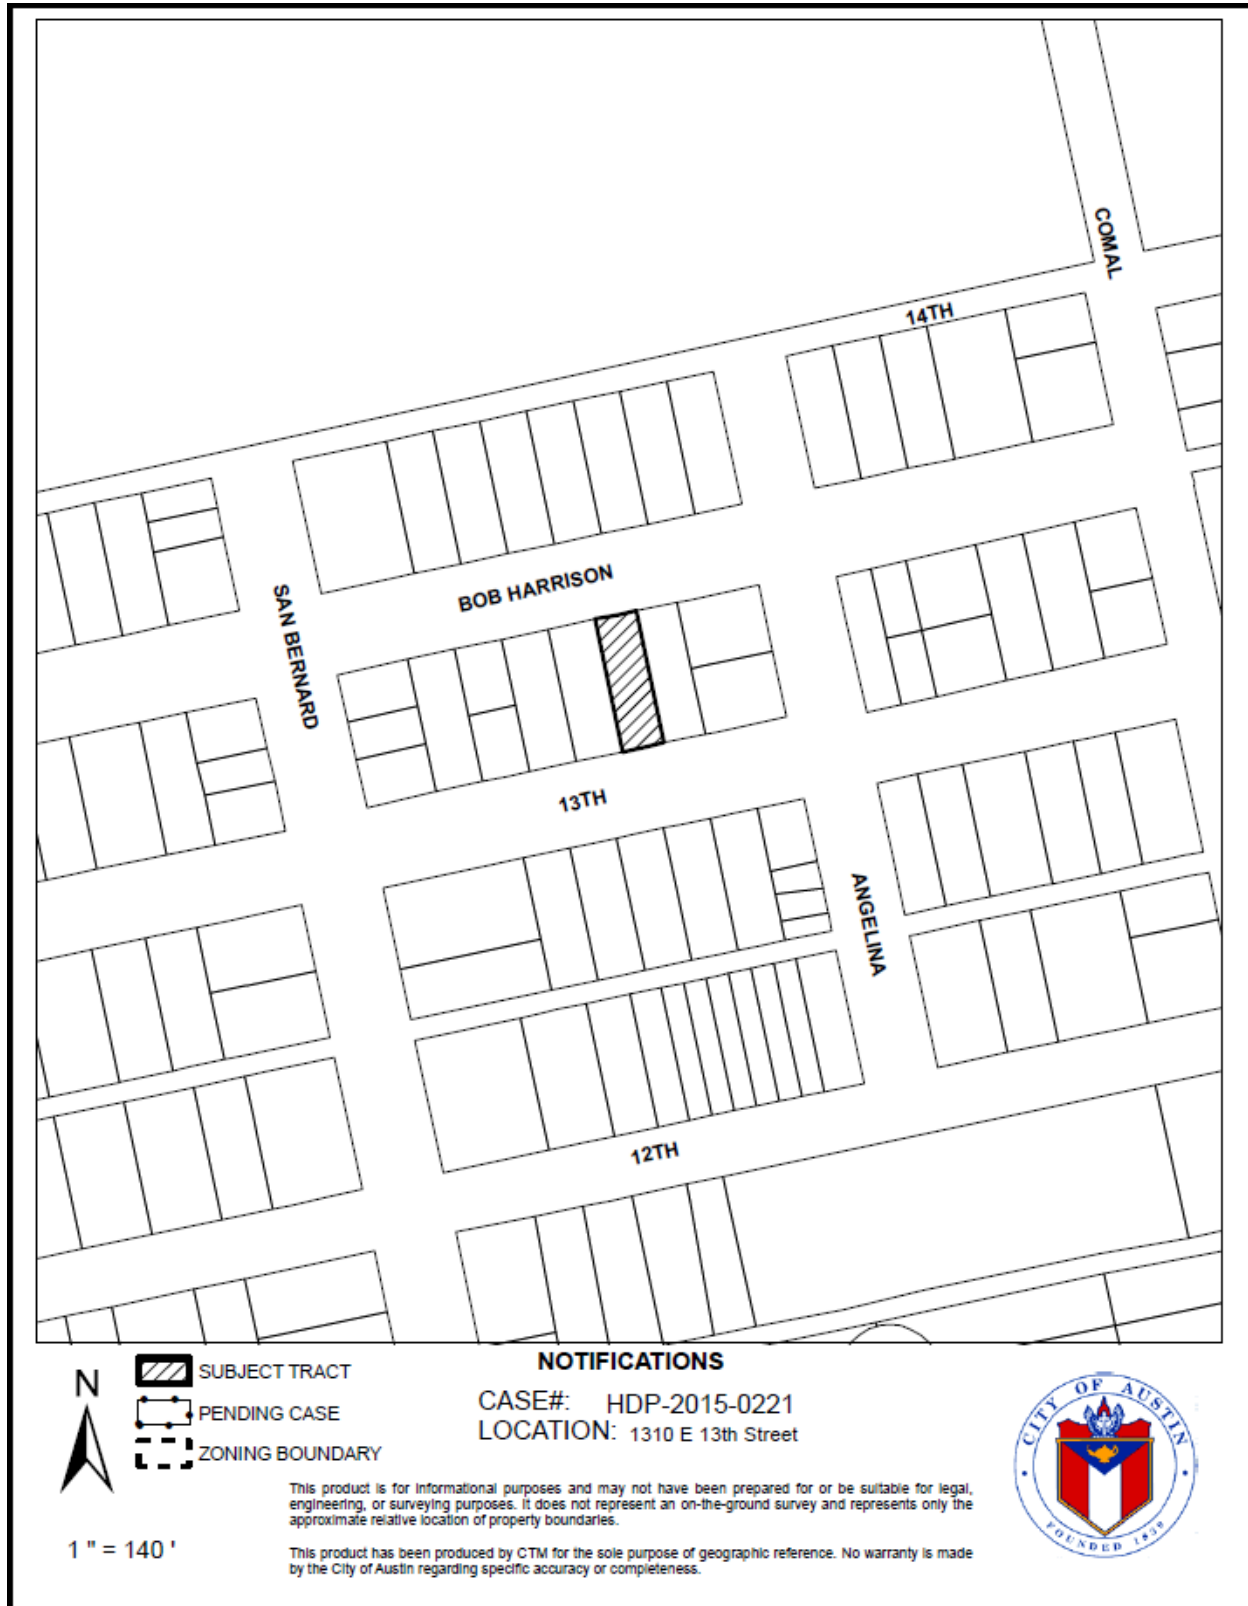 COMAL
14TH
BOB HARRISON
SAN BERNARD
13TH
ANGELINA
12TH
N
SUBJECT TRACT
PENDING CASE
ZONING BOUNDARY
1 " = 140 '
NOTIFICATIONS
CASE#: HDP-2015-0221
LOCATION: 1310 E 13th Street
This product is for informational purposes and may not have been prepared for or be suitable for legal,
engineering, or surveying purposes. It does not represent an on-the-ground survey and represents only the
approximate relative location of property boundaries.
This product has been produced by CTM for the sole purpose of geographic reference. No warranty is made
by the City of Austin regarding specific accuracy or completeness.
CITY OF AUSTIN
FOUNDED 1839